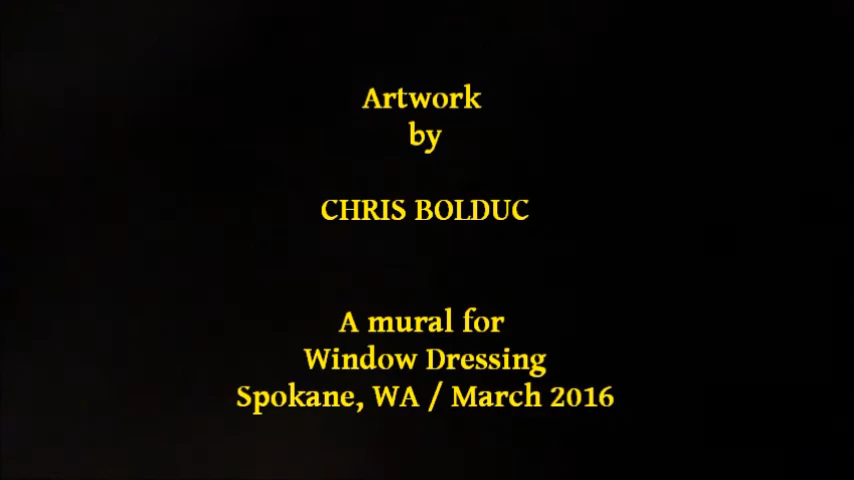 Artwork
by
CHRIS BOLDUC
A mural for
Window Dressing
Spokane, WA / March 2016